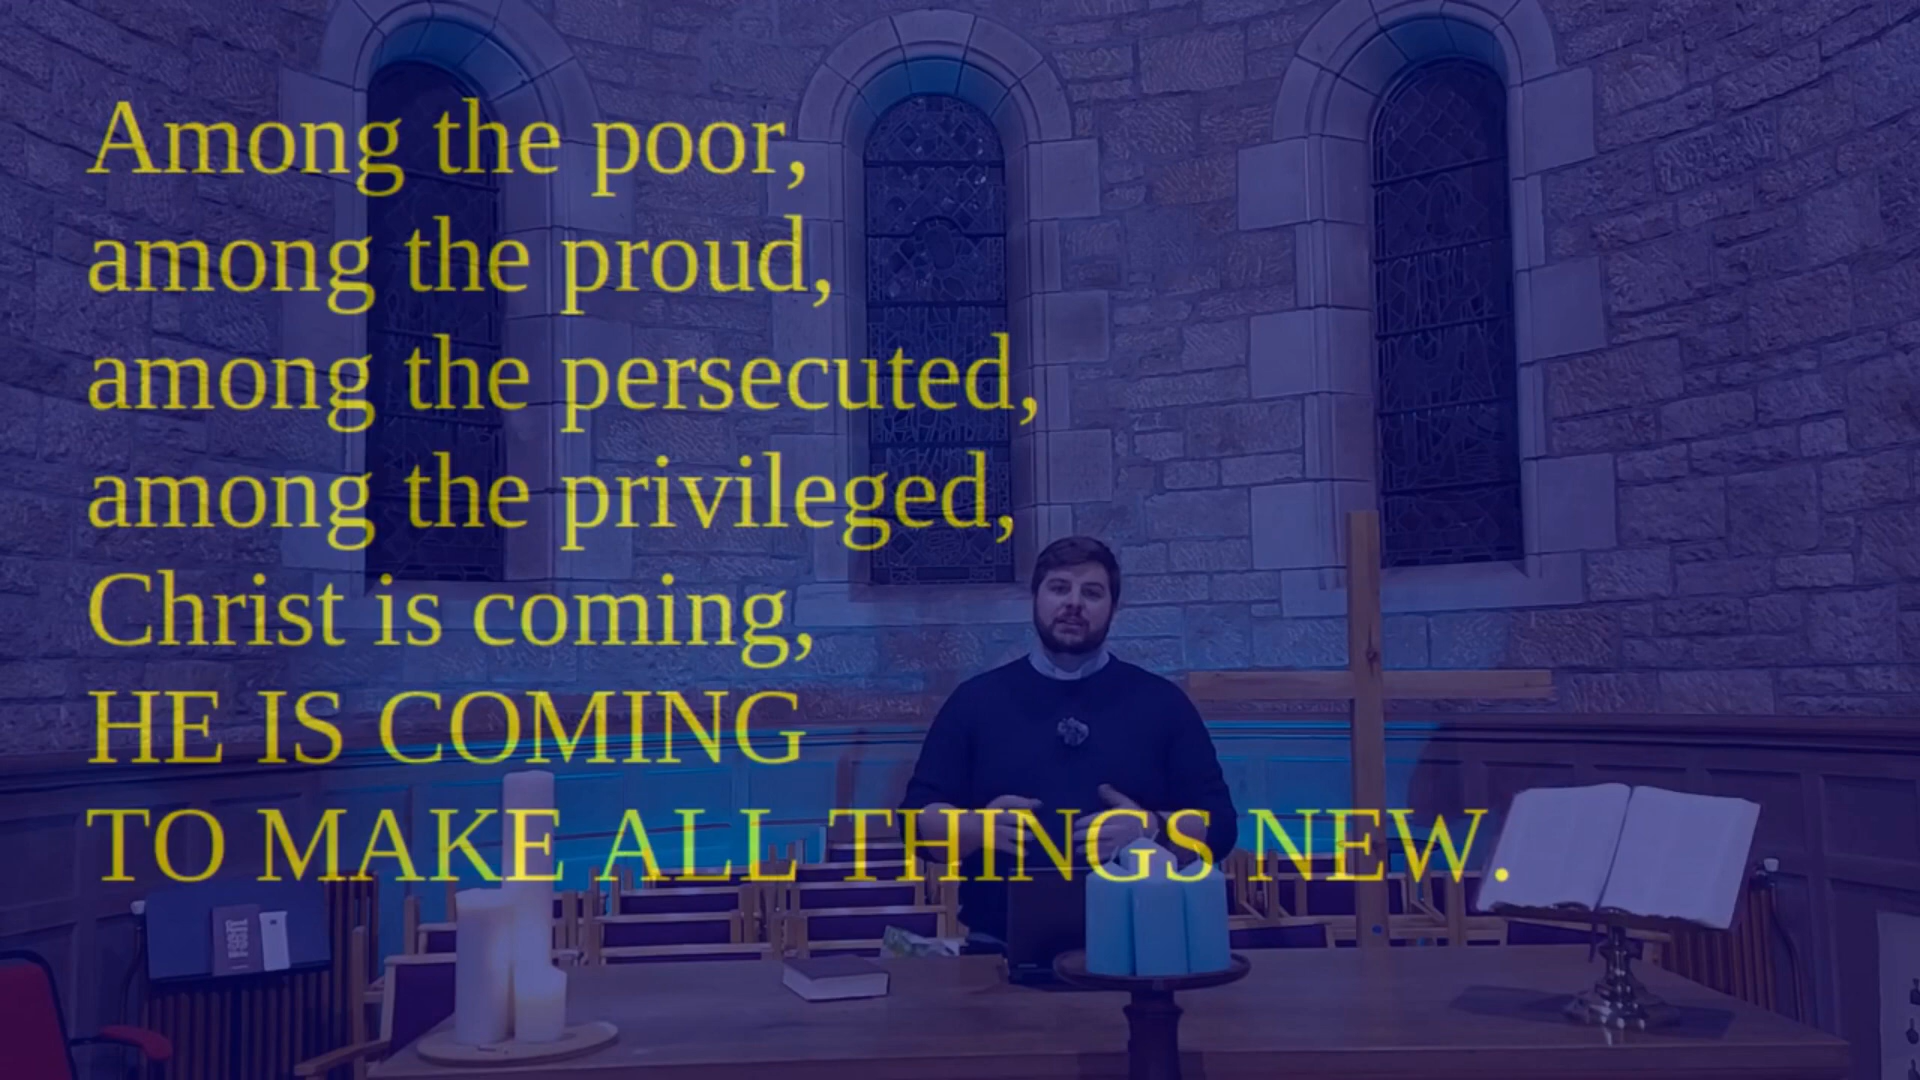 Among the poor,
among the proud,
among the persecuted,
among the privileged,
Christ is coming,
HE IS COMING
TO MAKE ALL THINGS NEW.